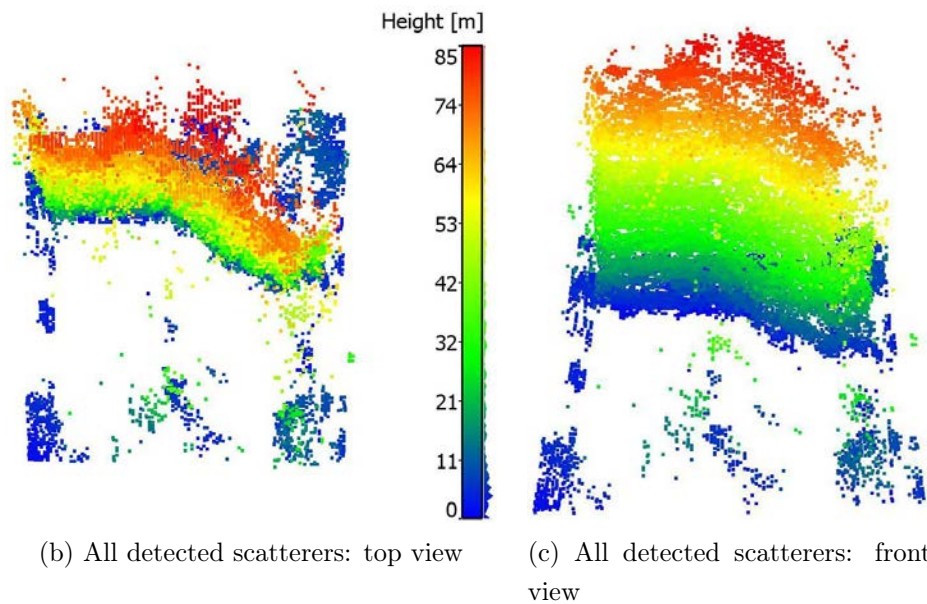 Height [m]
85
74
64
53
42
32
21
11
0
(b) All detected scatterers: top view
(c) All detected scatterers: front
view